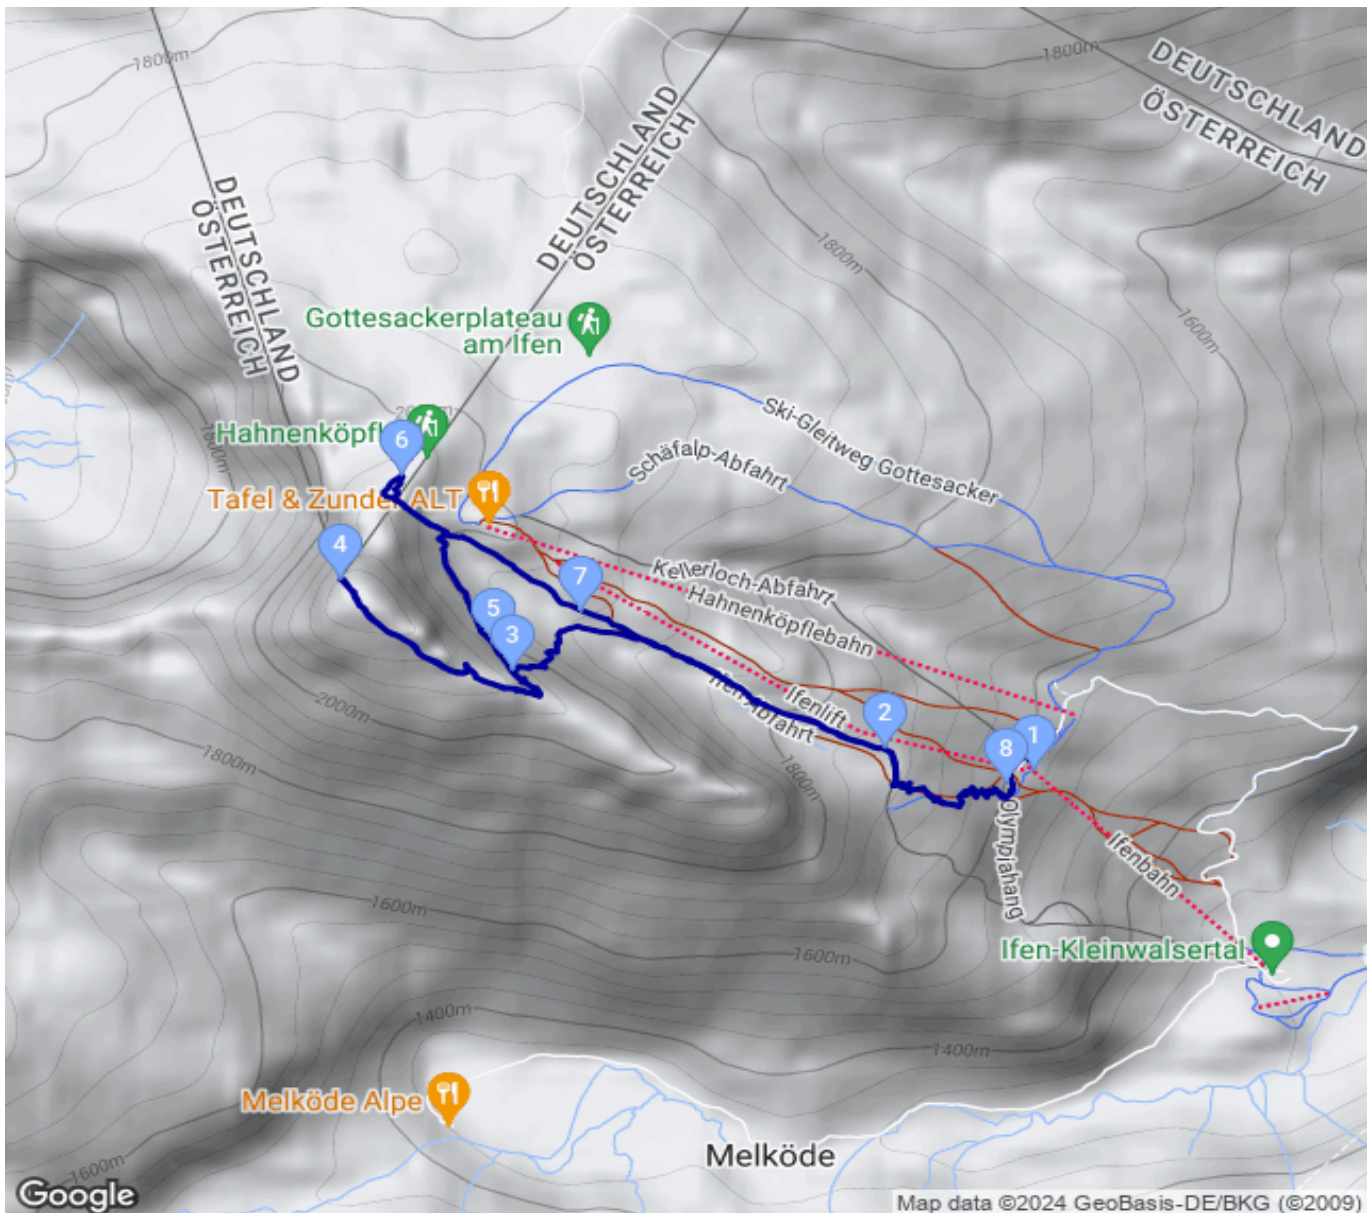 1800m
1800m
DEUTSCHLAND
ÖSTERREICH
DEUTSCHLAND
ÖSTERREICH
DEUTSCHLAND
ÖSTERREICH
1800m
Gottesackerplateau
am Ifen
1600m
1800m
Ski-Gleitweg Gottesacker
Hahnenköpfl
6
Schäfalp-Abfahrt
Tafel & Zunder ALT
4
Kellerloch-Abfahrt
Hahnenköpflebahn
7
5
3
2000m
Ifenlift
2
1
8
1800m
1800m
Olympiahang
Ifenbahn
1600m
1600m
Ifen-Kleinwalsertal
1400m
1400m
Melköde Alpe
Melköde
1600m
Google
Map data ©2024 GeoBasis-DE/BKG (©2009)